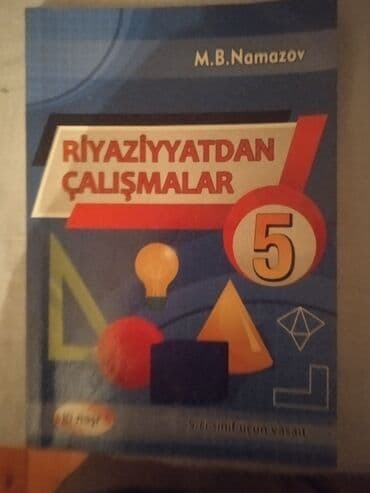 M.B.Namazov
RİYAZİYYATDAN
ÇALIŞMALAR
5
sinif üçün vəsait